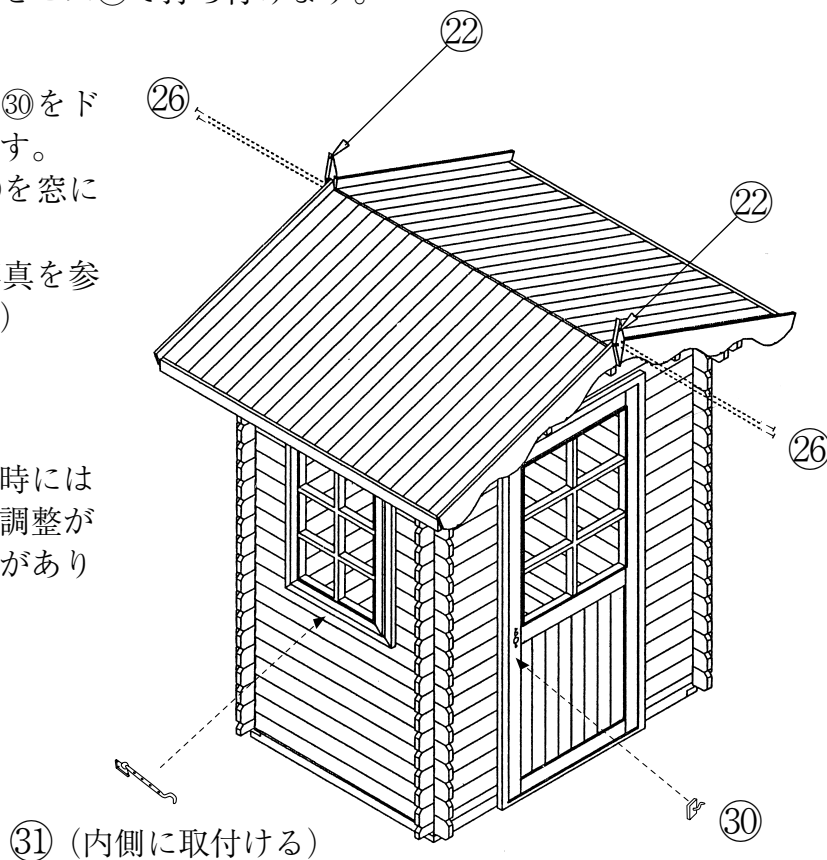 ㉚をド
す。
を窓に
真を参
）
時には
調整が
があり
㉒
㉖
㉒
㉖
㉚
㉛（内側に取付ける）